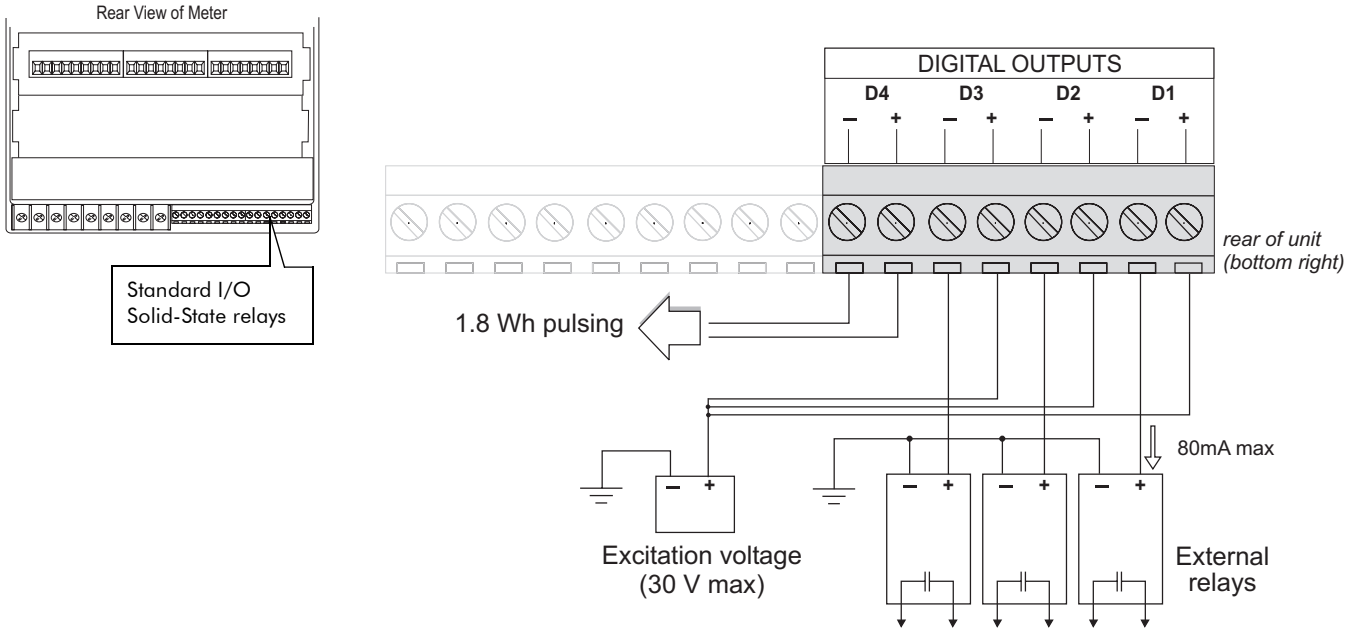 Rear View of Meter
Standard I/O
Solid-State relays
DIGITAL OUTPUTS
D4 D3 D2 D1
– + – + – + – +
rear of unit
(bottom right)
1.8 Wh pulsing
80mA max
– +
– + – + – +
Excitation voltage
(30 V max)
External
relays